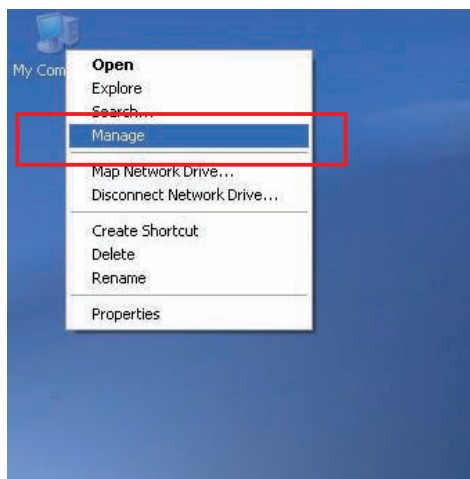 My Com
Open
Explore
Search...
Manage
Map Network Drive...
Disconnect Network Drive...
Create Shortcut
Delete
Rename
Properties